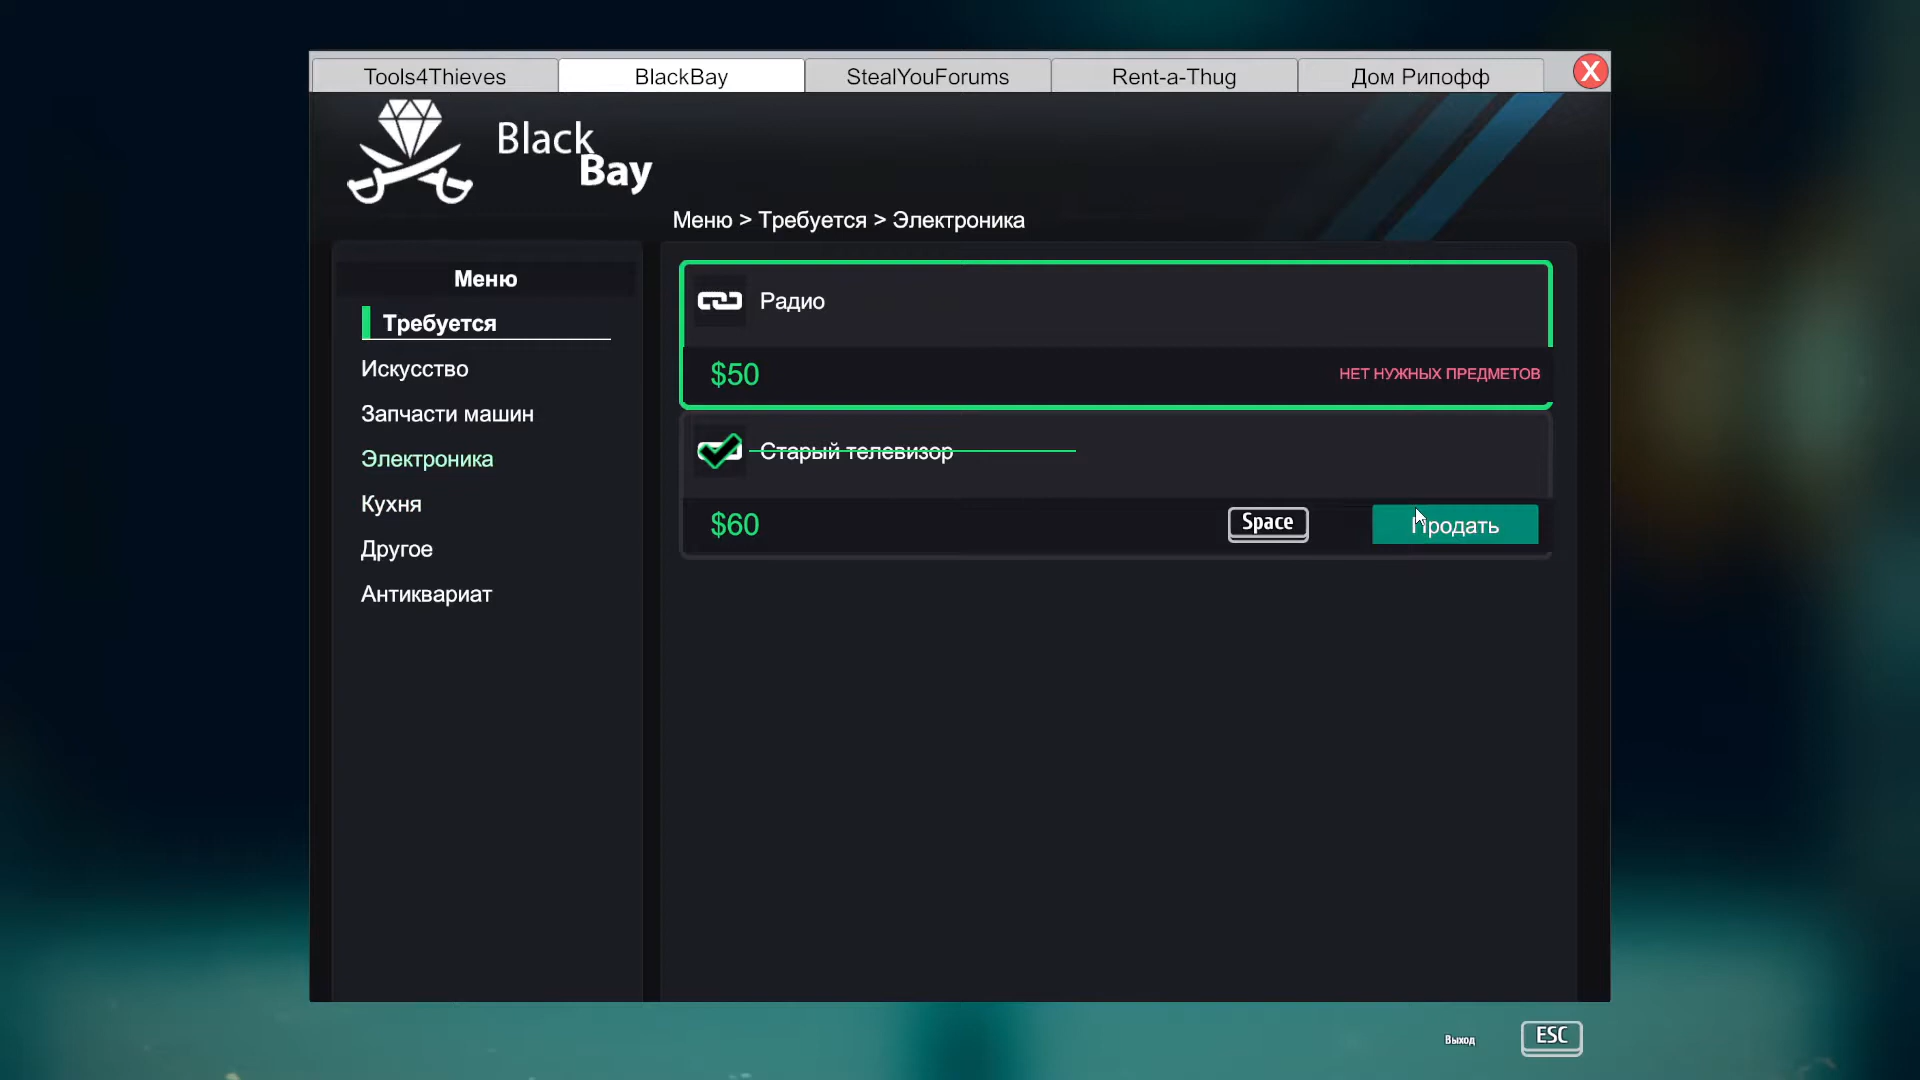 Tools4Thieves
BlackBay
StealYouForums
Rent-a-Thug
Дом Рипофф
X
Black
Bay
Меню > Требуется > Электроника
Меню
Требуется
Искусство
Запчасти машин
Электроника
Кухня
Другое
Антиквариат
Радио
$50
НЕТ НУЖНЫХ ПРЕДМЕТОВ
Старый телевизор
$60
Space
Продать
Выход
ESC